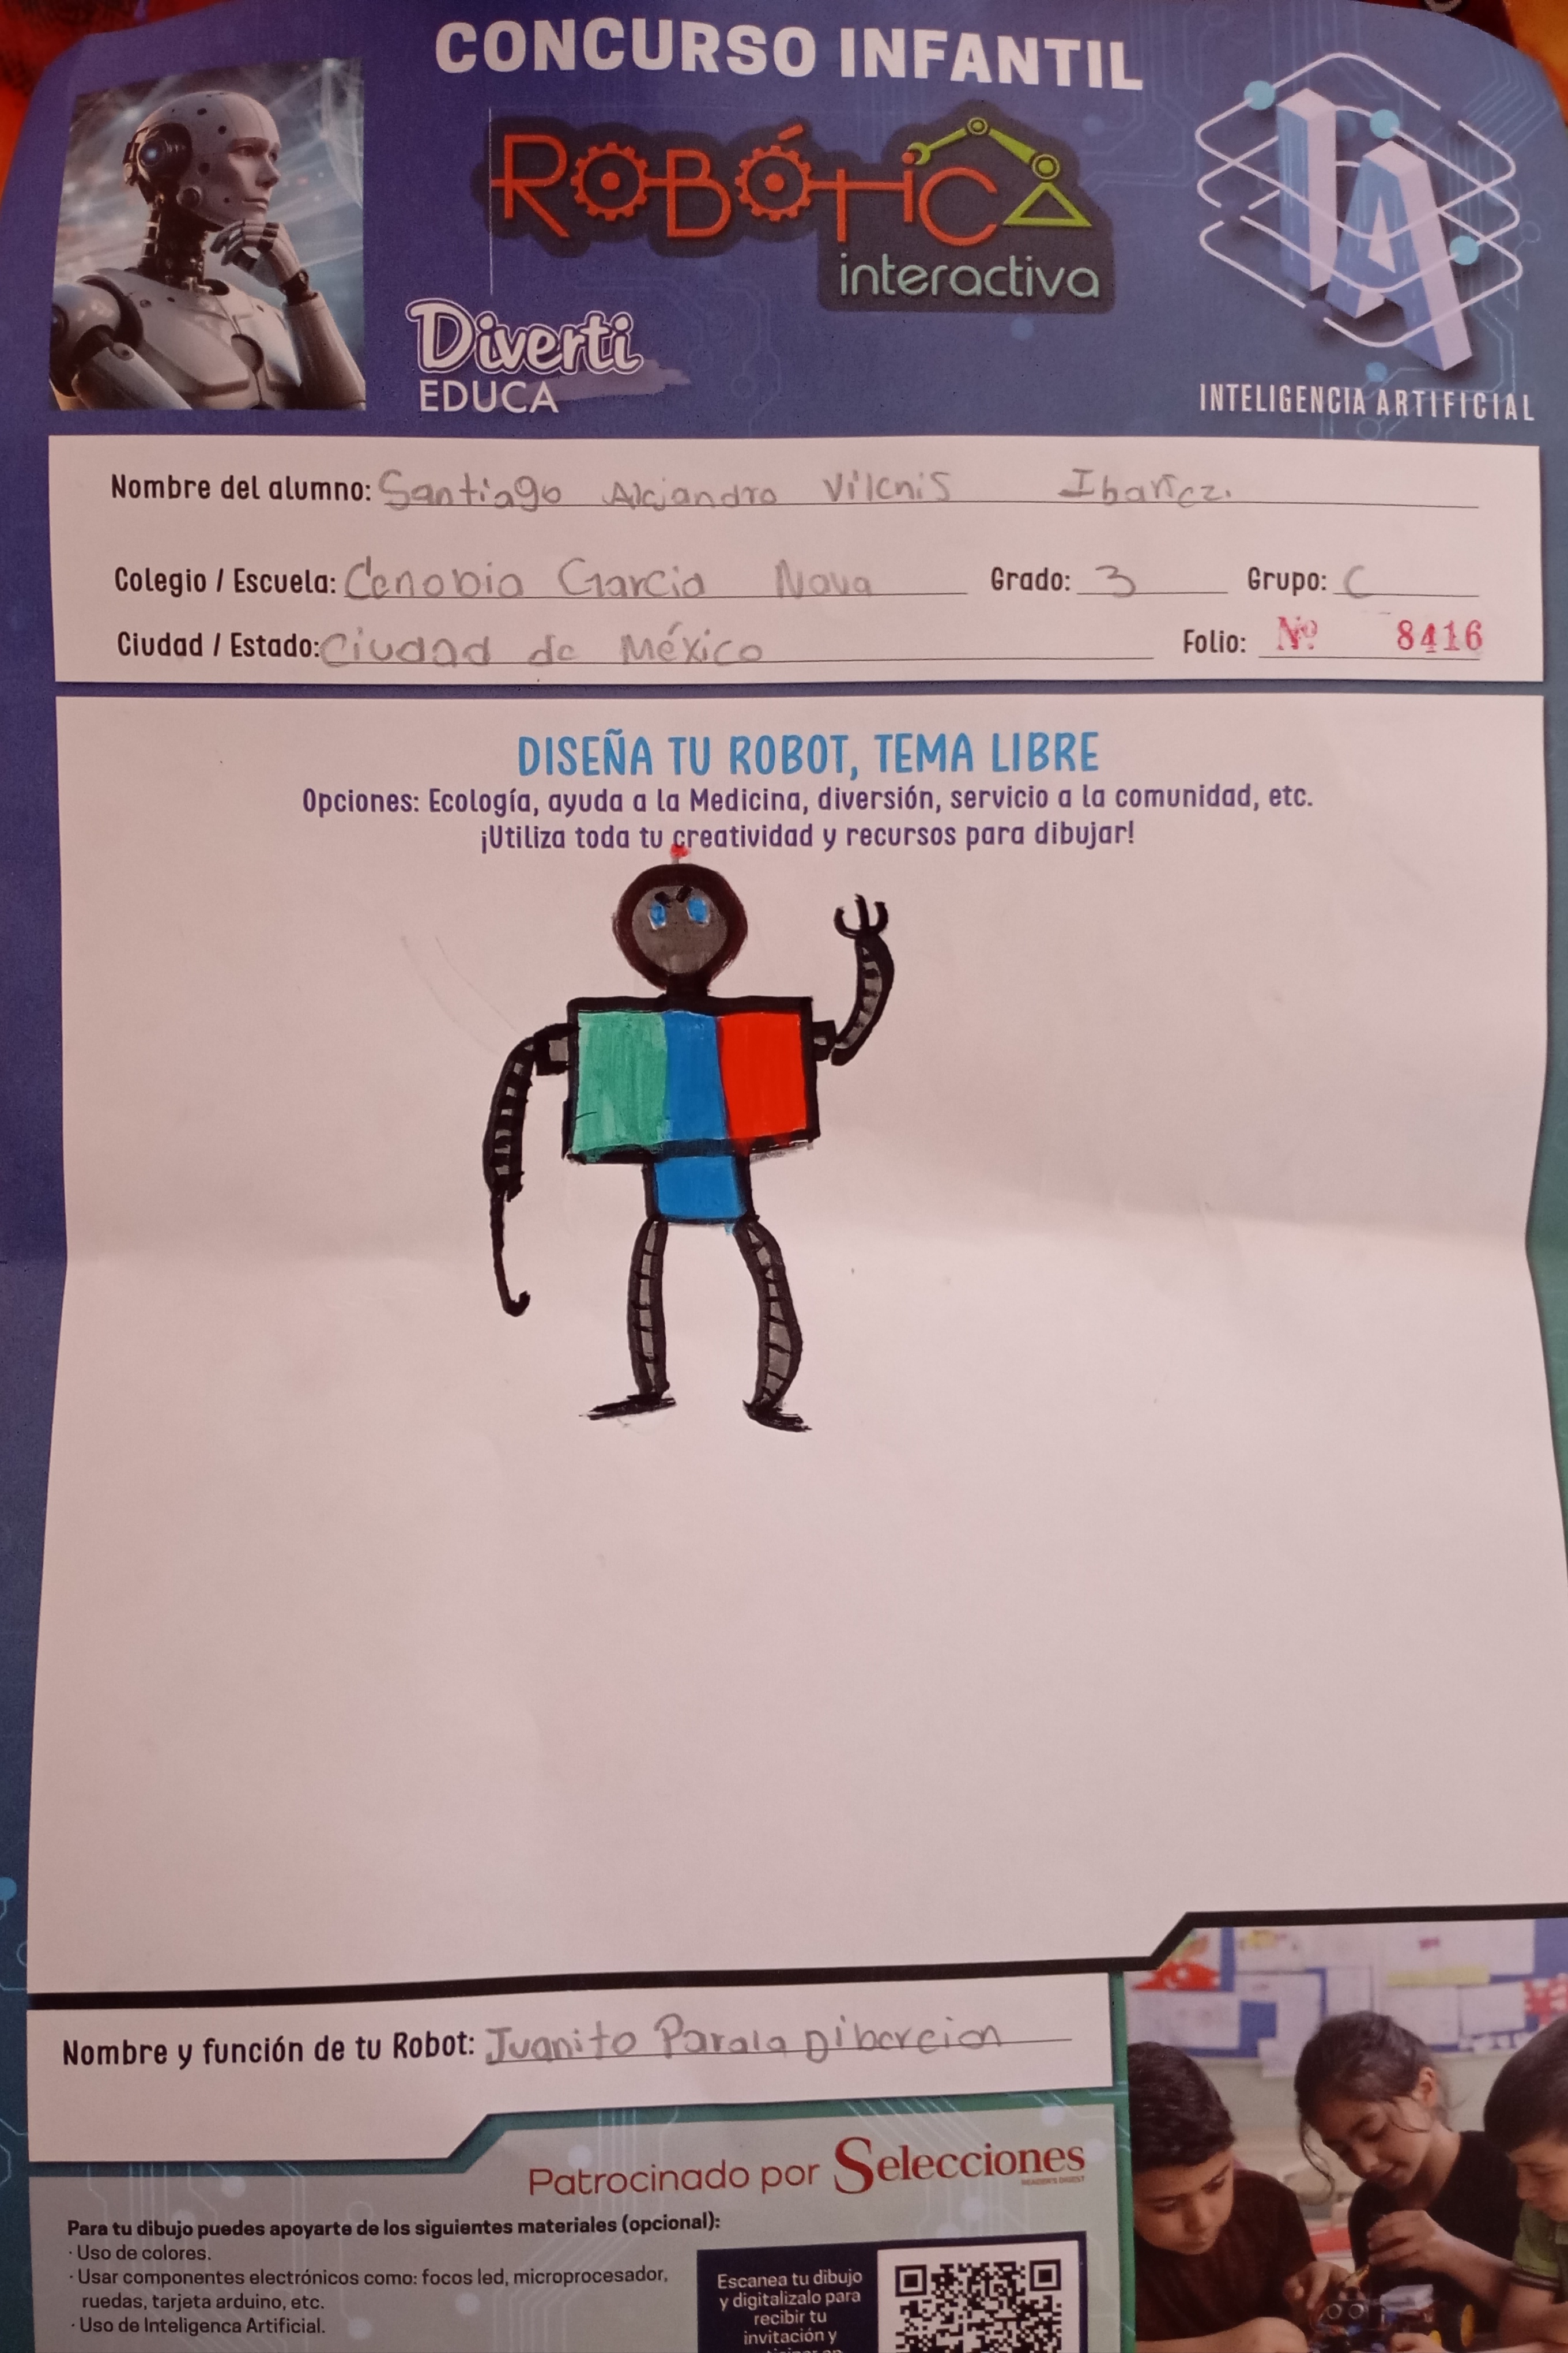 CONCURSO INFANTIL
ROBÓTICA
interactiva
Diverti
EDUCA
IA
INTELIGENCIA ARTIFICIAL
Nombre del alumno: Santiago Alejandro Vilchis Ibañez.
Colegio / Escuela: Cenobio Garcia Nava Grado: 3 Grupo: C
Ciudad / Estado: Ciudad de México Folio: Nº 8416
DISEÑA TU ROBOT, TEMA LIBRE
Opciones: Ecología, ayuda a la Medicina, diversión, servicio a la comunidad, etc.
¡Utiliza toda tu creatividad y recursos para dibujar!
Nombre y función de tu Robot: Juanito Parala Dibercion
Patrocinado por Selecciones
READER'S DIGEST
Para tu dibujo puedes apoyarte de los siguientes materiales (opcional):
· Uso de colores.
· Usar componentes electrónicos como: focos led, microprocesador,
ruedas, tarjeta arduino, etc.
· Uso de Inteligenca Artificial.
Escanea tu dibujo
y digitalizalo para
recibir tu
invitación y